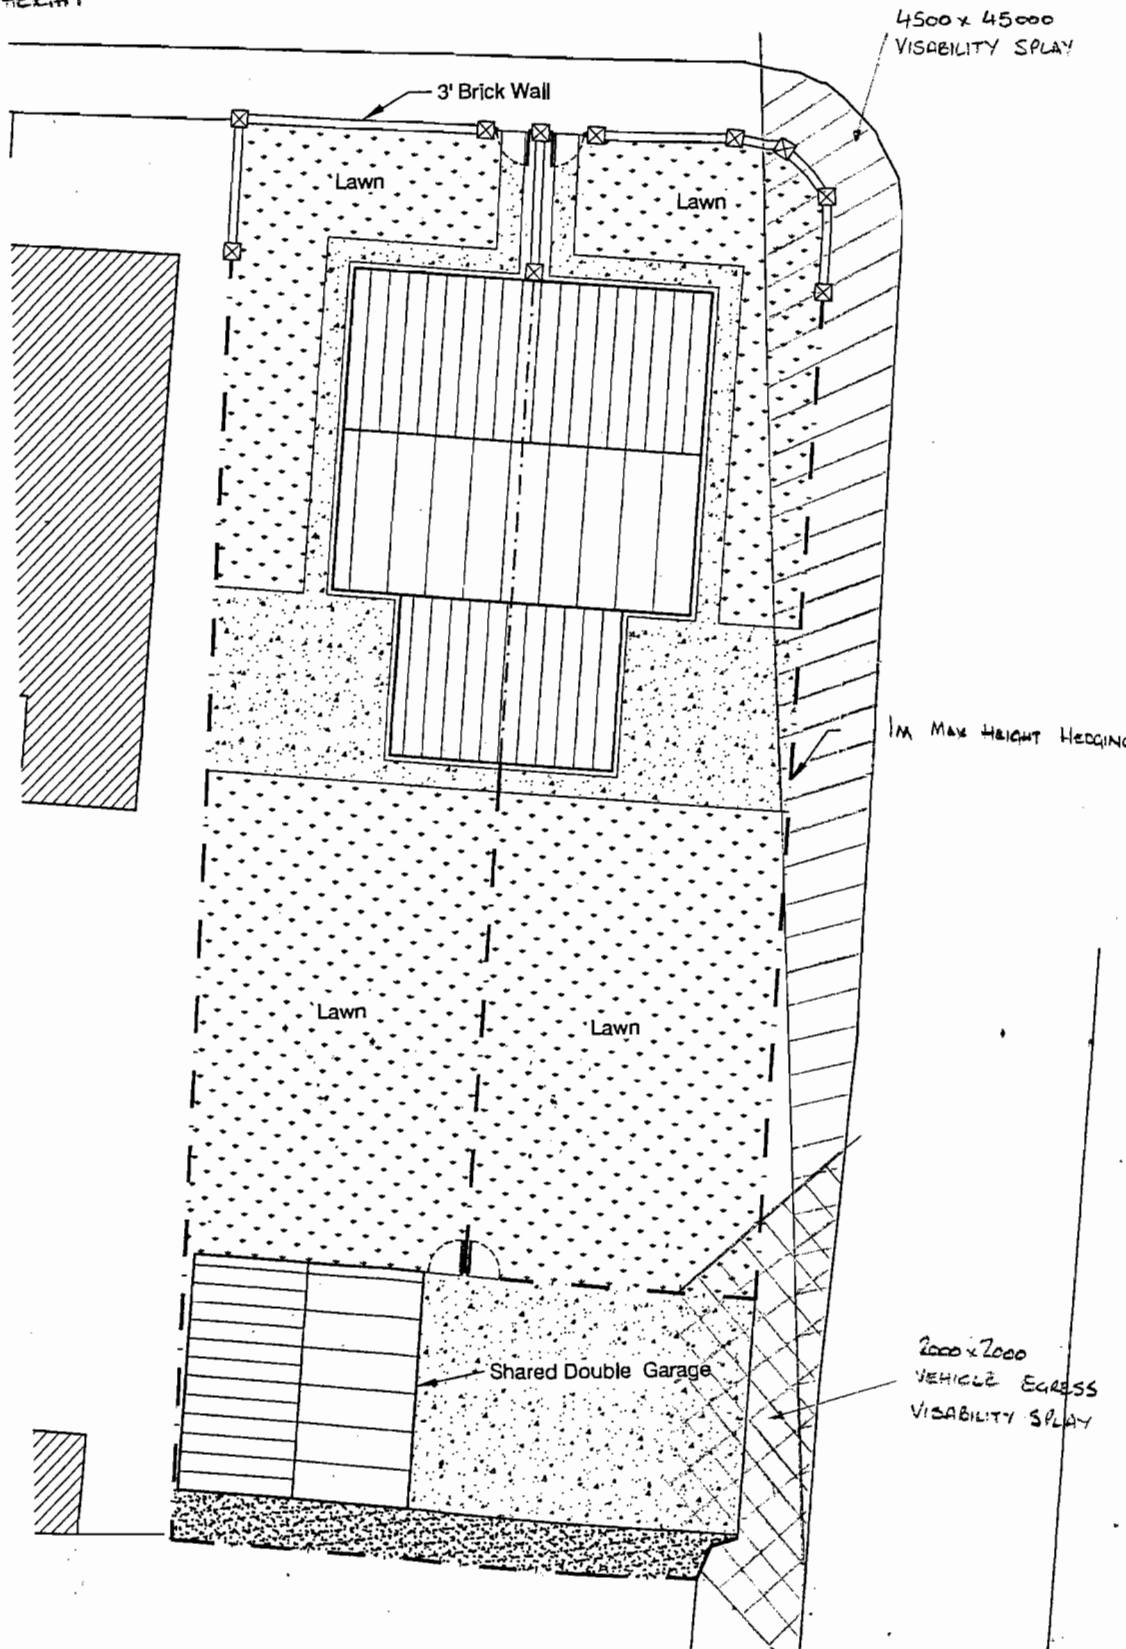 HEIGHT
4500 x 45000
VISABILITY SPLAY
3' Brick Wall
Lawn
Lawn
1M MAX HEIGHT HEDGING
Lawn
Lawn
Shared Double Garage
2000 x 2000
VEHICLE EGRESS
VISABILITY SPLAY